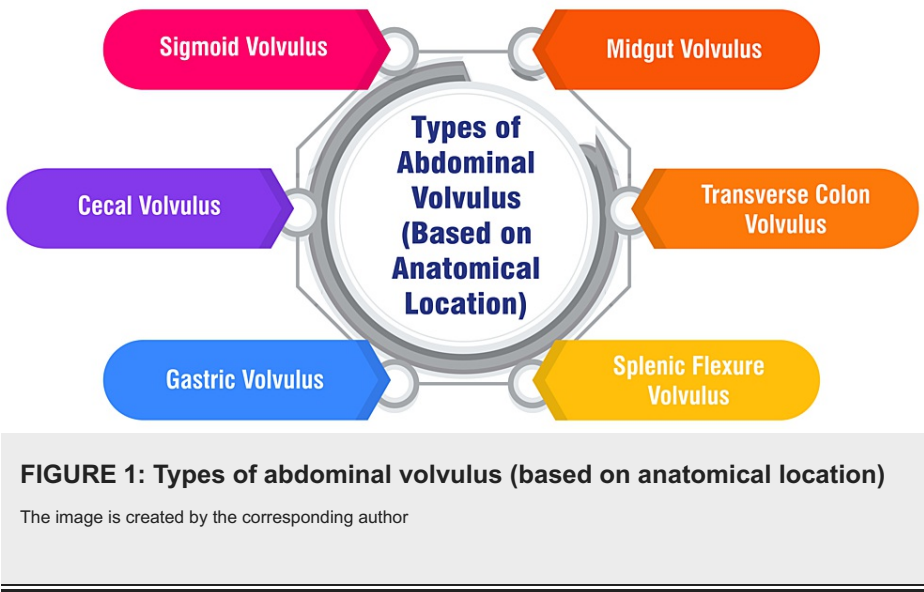 Sigmoid Volvulus
Midgut Volvulus
Types of
Abdominal
Volvulus
(Based on
Anatomical
Location)
Cecal Volvulus
Transverse Colon
Volvulus
Gastric Volvulus
Splenic Flexure
Volvulus
FIGURE 1: Types of abdominal volvulus (based on anatomical location)
The image is created by the corresponding author